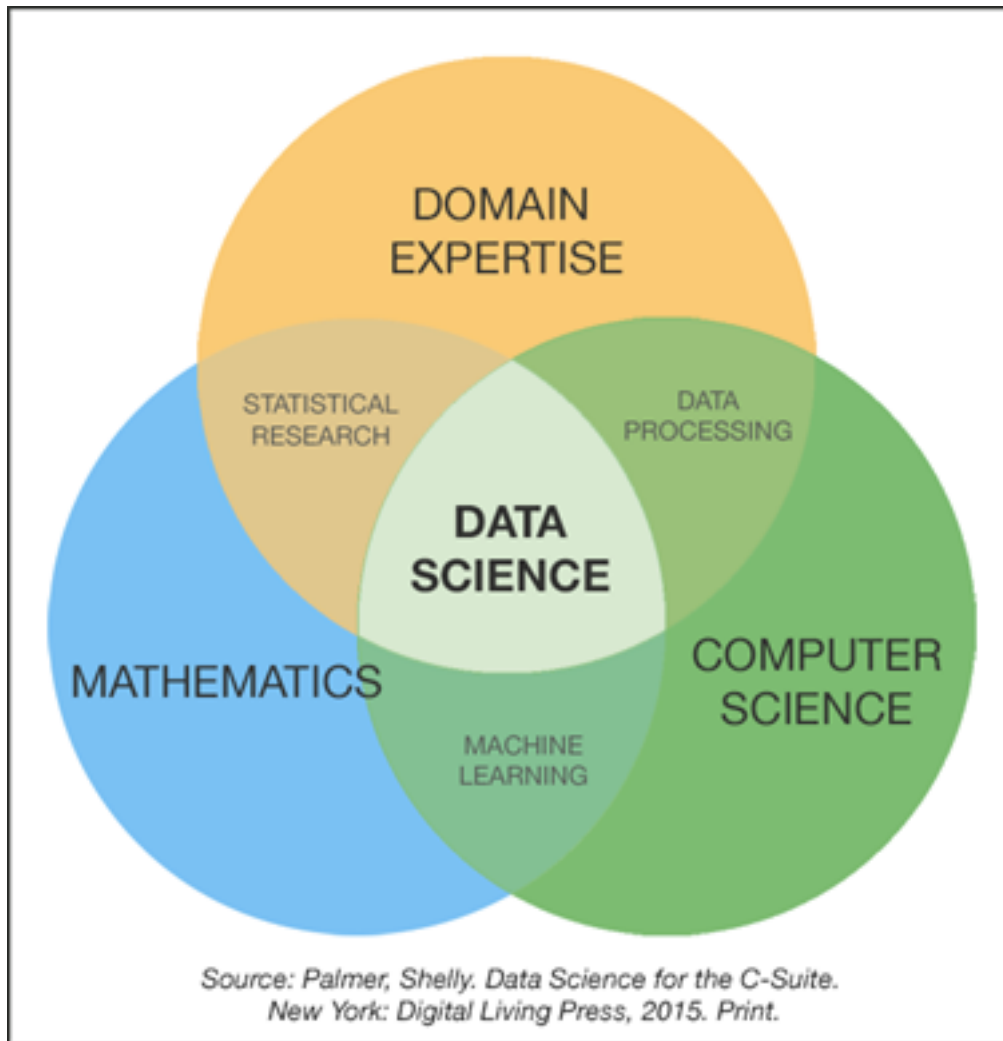 DOMAIN
EXPERTISE
STATISTICAL
RESEARCH
DATA
PROCESSING
DATA
SCIENCE
MATHEMATICS
COMPUTER
SCIENCE
MACHINE
LEARNING
Source: Palmer, Shelly. Data Science for the C-Suite.
New York: Digital Living Press, 2015. Print.